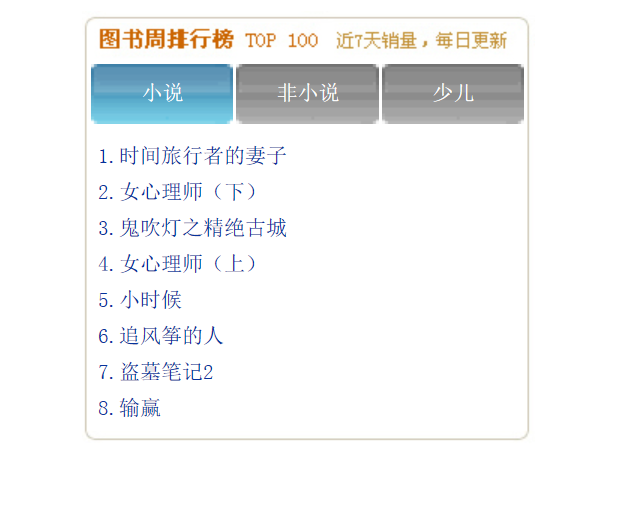 图书周排行榜 TOP 100 近7天销量，每日更新
小说 非小说 少儿
1.时间旅行者的妻子
2.女心理师（下）
3.鬼吹灯之精绝古城
4.女心理师（上）
5.小时候
6.追风筝的人
7.盗墓笔记2
8.输赢